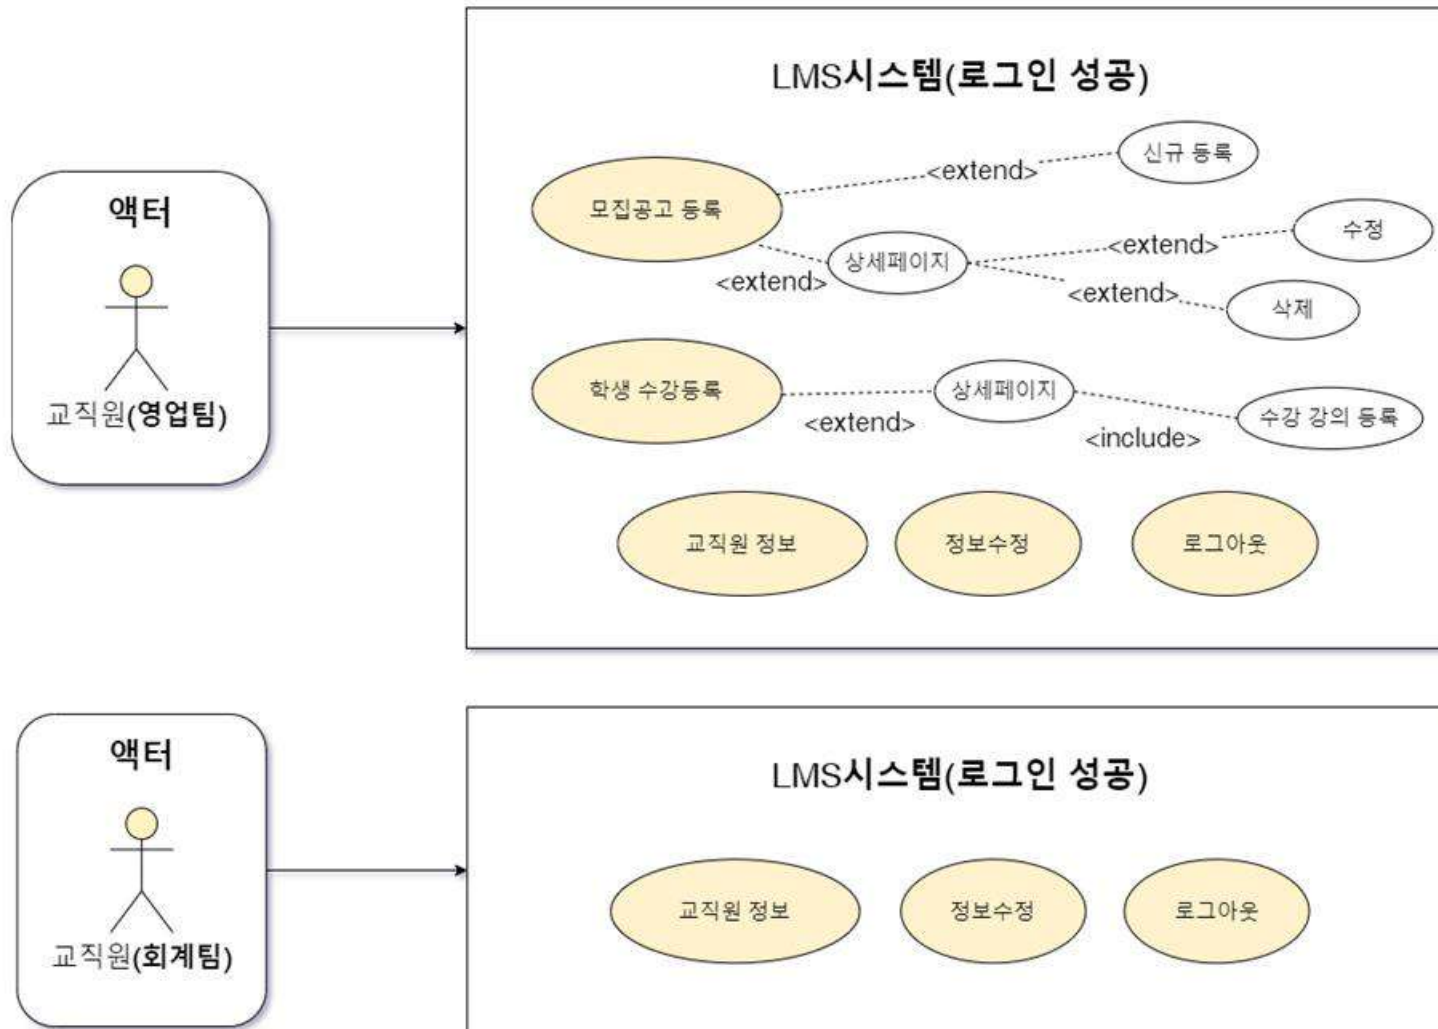 LMS시스템(로그인 성공)
액터
교직원(영업팀)
모집공고 등록
<extend>
신규 등록
<extend>
상세페이지
<extend>
수정
<extend>
삭제
학생 수강등록
<extend>
상세페이지
<include>
수강 강의 등록
교직원 정보
정보수정
로그아웃
액터
교직원(회계팀)
LMS시스템(로그인 성공)
교직원 정보
정보수정
로그아웃